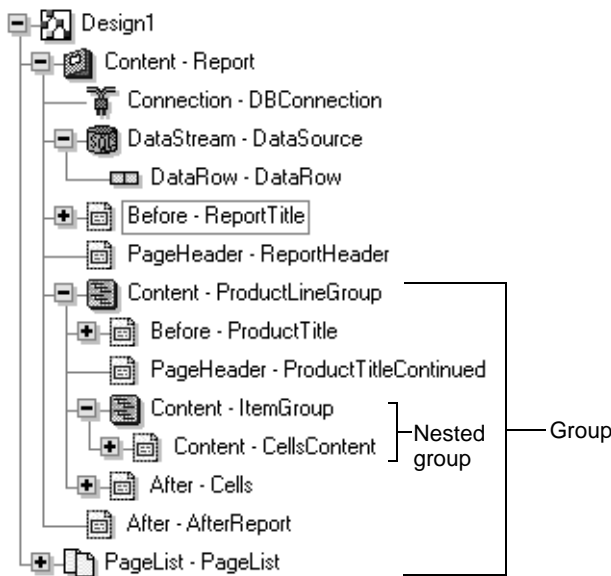 Design1
Content - Report
Connection - DBConnection
SQL
DataStream - DataSource
DataRow - DataRow
Before - ReportTitle
PageHeader - ReportHeader
Content - ProductLineGroup
Before - ProductTitle
PageHeader - ProductTitleContinued
Content - ItemGroup
Content - CellsContent
Nested
group
Group
After - Cells
After - AfterReport
PageList - PageList